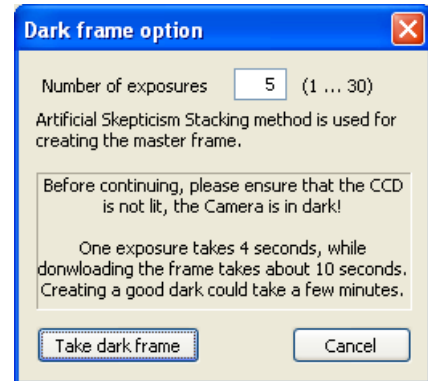 Dark frame option
Number of exposures 5 (1 ... 30)
Artificial Skepticism Stacking method is used for
creating the master frame.
Before continuing, please ensure that the CCD
is not lit, the Camera is in dark!
One exposure takes 4 seconds, while
donwloading the frame takes about 10 seconds.
Creating a good dark could take a few minutes.
Take dark frame Cancel